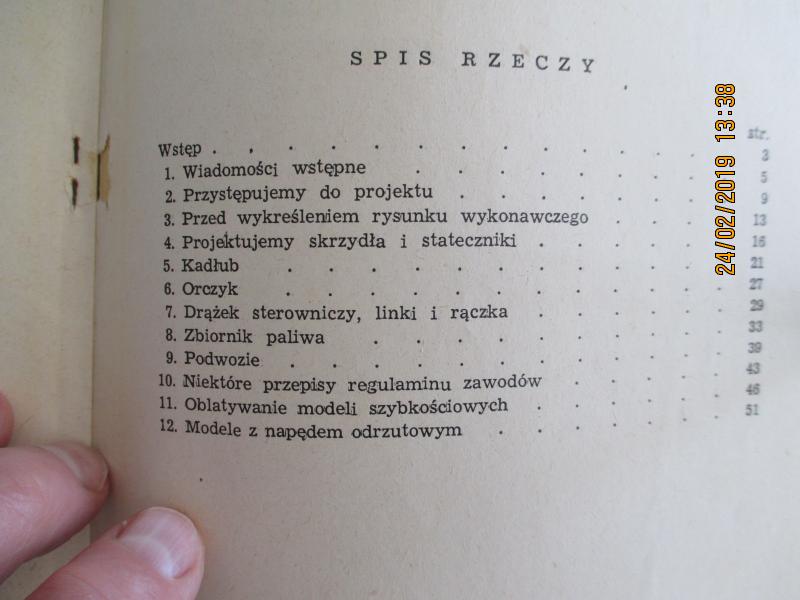 SPIS RZECZY
str.
Wstęp . . . . . . . . . . . . 3
1. Wiadomości wstępne . . . . . . . 5
2. Przystępujemy do projektu . . . . . . 9
3. Przed wykreśleniem rysunku wykonawczego . . . 13
4. Projektujemy skrzydła i stateczniki . . . . . 16
5. Kadłub . . . . . . . . . . . 21
6. Orczyk . . . . . . . . . . . 27
7. Drążek sterowniczy, linki i rączka . . . . . 29
8. Zbiornik paliwa . . . . . . . . . 33
9. Podwozie . . . . . . . . . . . 39
10. Niektóre przepisy regulaminu zawodów . . . . 43
11. Oblatywanie modeli szybkościowych . . . . . 46
12. Modele z napędem odrzutowym . . . . . . 51
24/02/2019 13:38